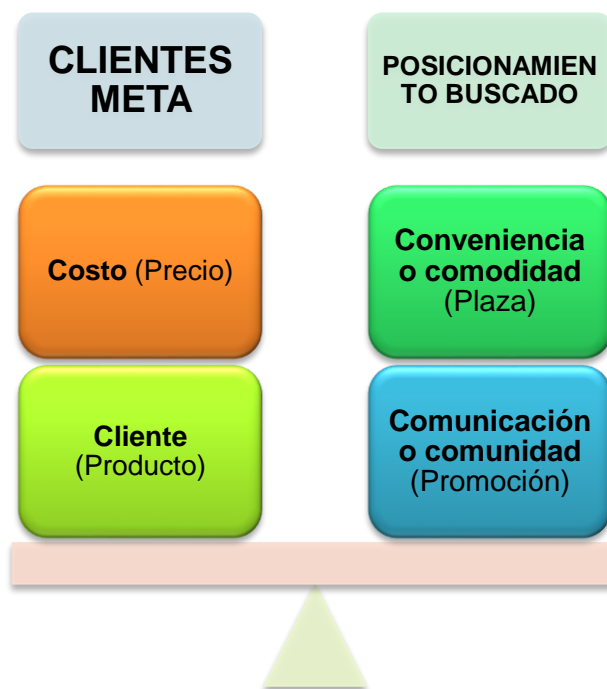 CLIENTES
META
POSICIONAMIEN
TO BUSCADO
Costo (Precio)
Conveniencia
o comodidad
(Plaza)
Cliente
(Producto)
Comunicación
o comunidad
(Promoción)